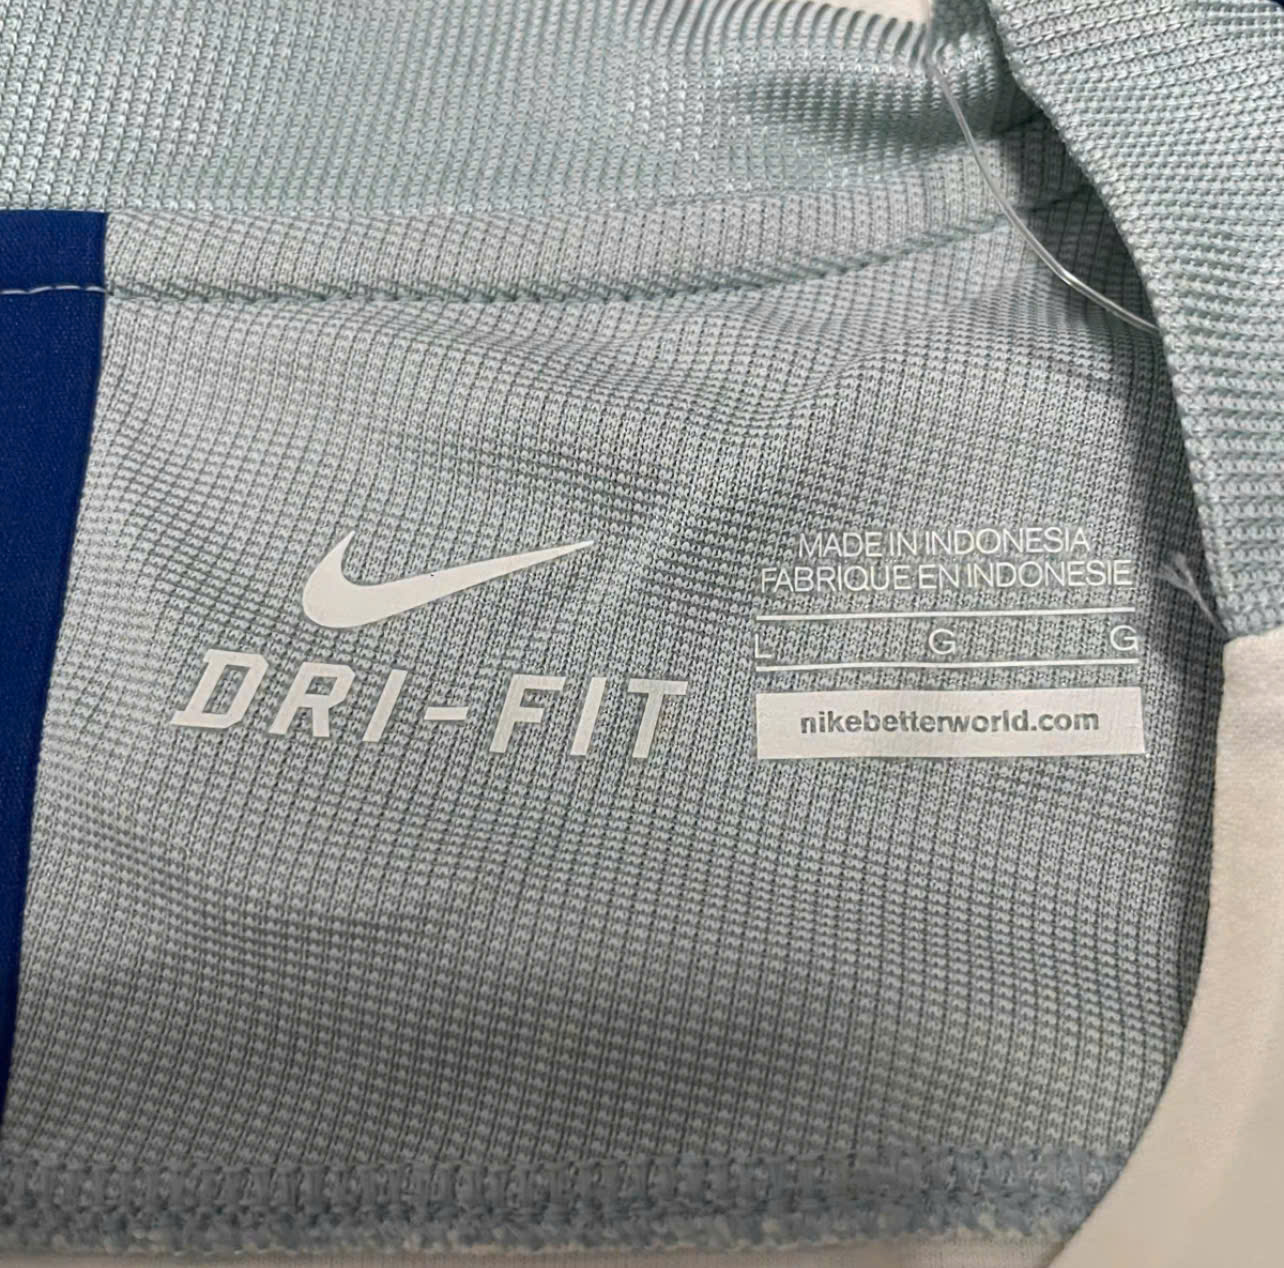 DRI-FIT
MADE IN INDONESIA
FABRIQUE EN INDONESIE
L G G
nikebetterworld.com